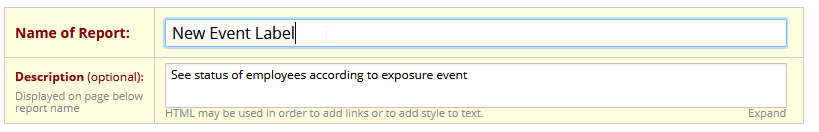 Name of Report: New Event Label
Description (optional): See status of employees according to exposure event
Displayed on page below
report name
HTML may be used in order to add links or to add style to text. Expand